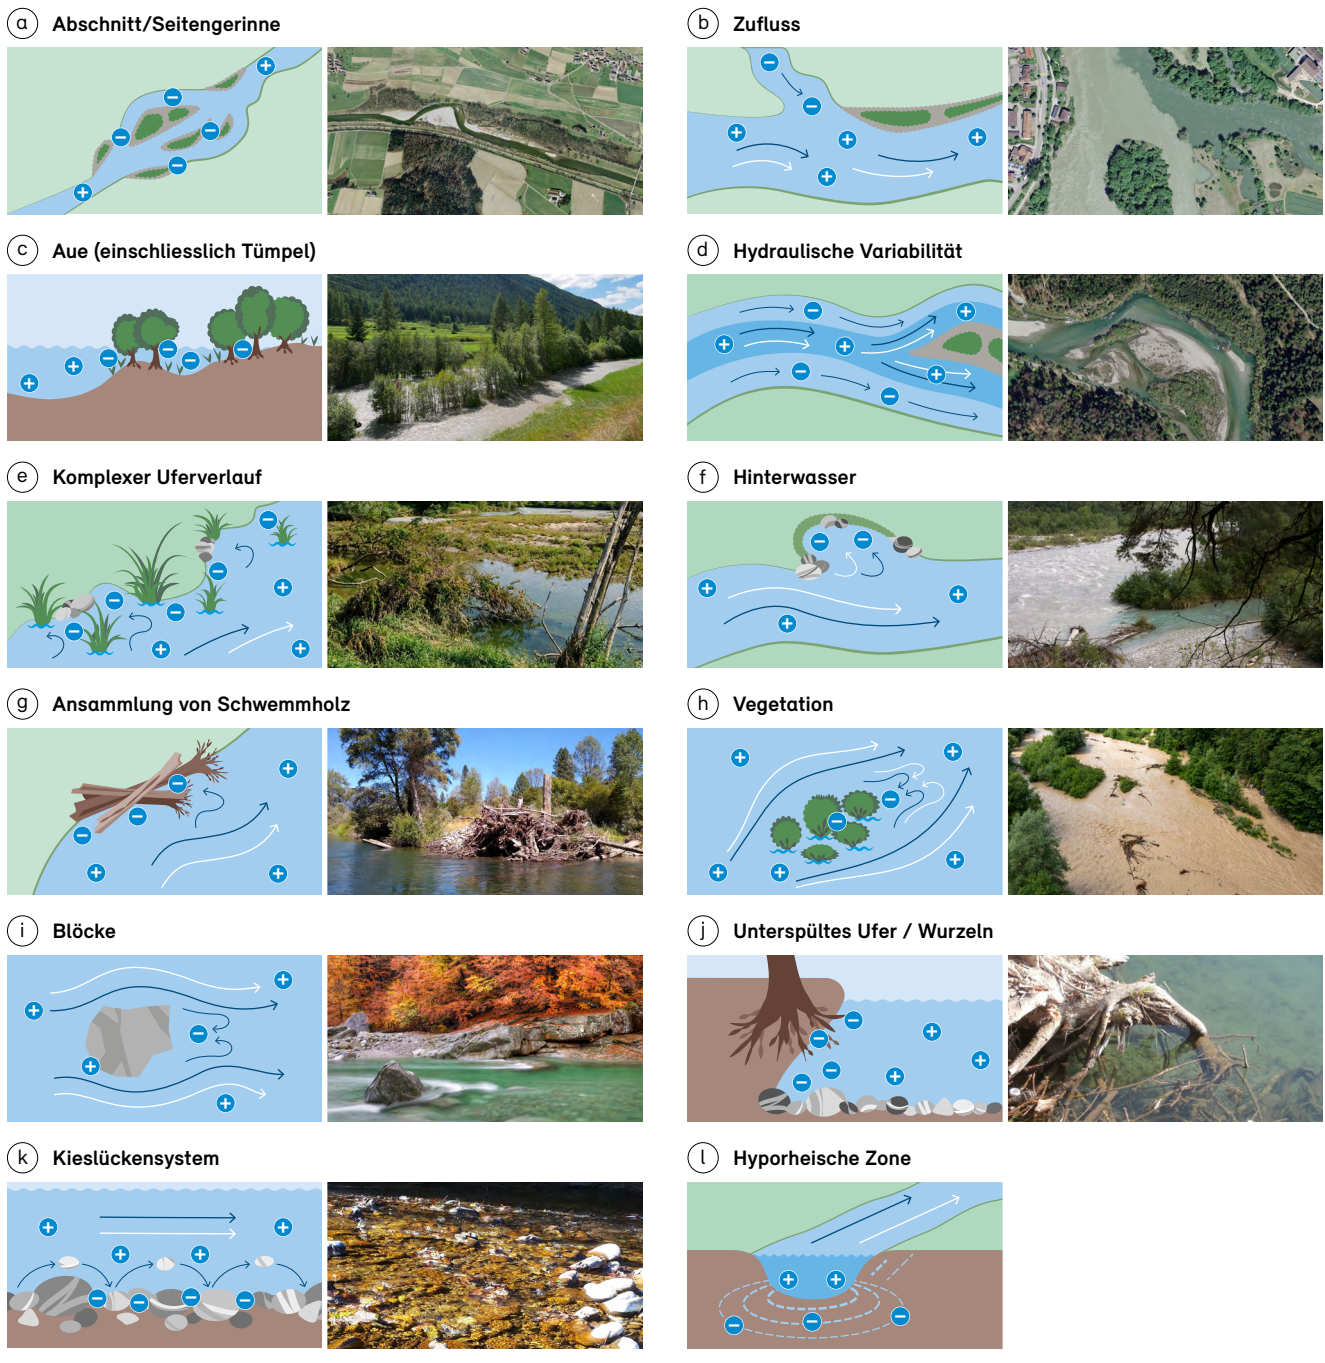 a Abschnitt/Seitengerinne
b Zufluss
c Aue (einschliesslich Tümpel)
d Hydraulische Variabilität
e Komplexer Uferverlauf
f Hinterwasser
g Ansammlung von Schwemmholz
h Vegetation
i Blöcke
j Unterspültes Ufer / Wurzeln
k Kieslückensystem
l Hyporheische Zone